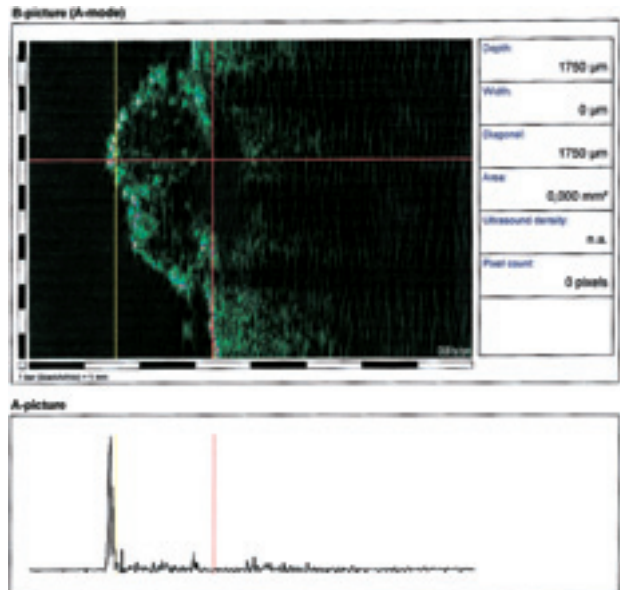 B-picture (A-mode)
Depth:
1750 µm
Width:
0 µm
Diagonal:
1750 µm
Area:
0,000 mm²
Ultrasound density:
n.a.
Pixel count:
0 pixels
A-picture